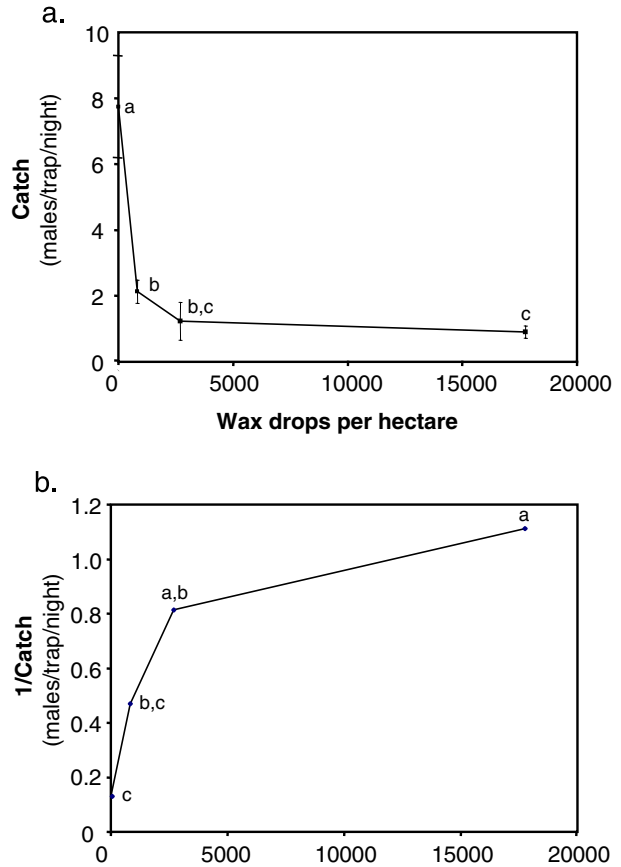 a.
10
8
6
4
2
0
Catch
(males/trap/night)
a
b
b,c
c
0 5000 10000 15000 20000
Wax drops per hectare
b.
1.2
1.0
0.8
0.6
0.4
0.2
0
1/Catch
(males/trap/night)
a
a,b
b,c
c
0 5000 10000 15000 20000